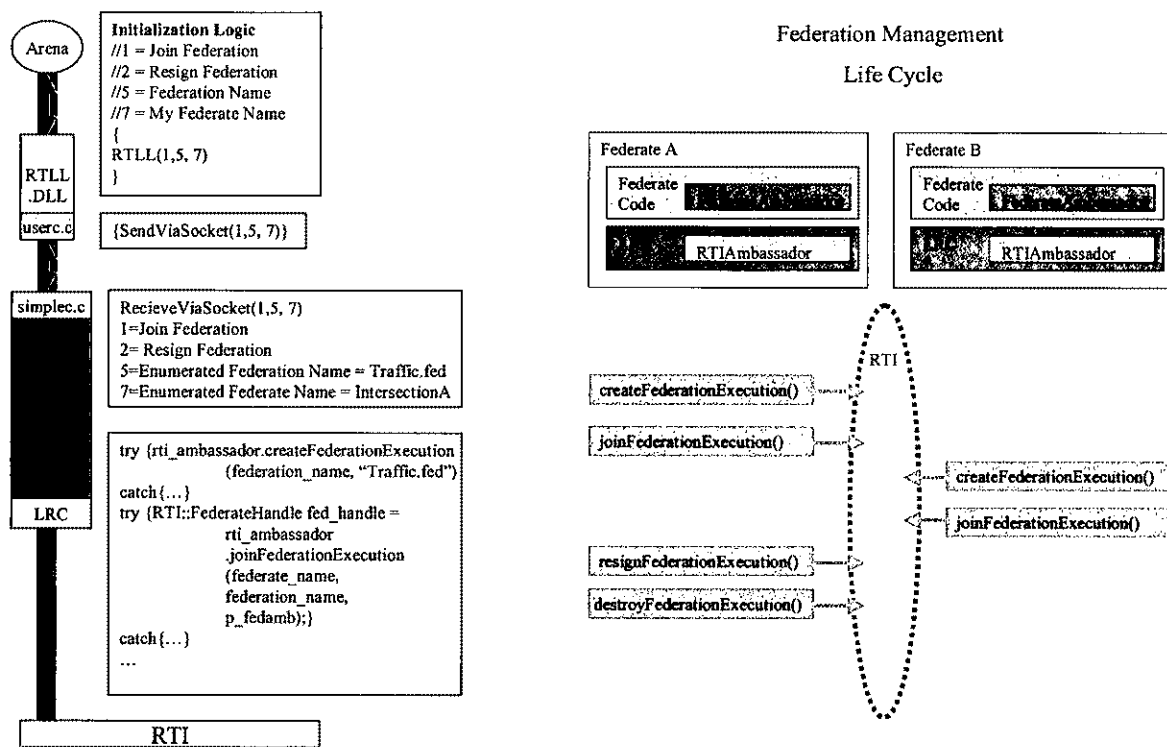 Arena
Initialization Logic
//1 = Join Federation
//2 = Resign Federation
//5 = Federation Name
//7 = My Federate Name
{
RTLL(1,5, 7)
}
RTLL
.DLL
userc.c
{SendViaSocket(1,5, 7)}
simplec.c
RecieveViaSocket(1,5, 7)
1=Join Federation
2= Resign Federation
5=Enumerated Federation Name = Traffic.fed
7=Enumerated Federate Name = IntersectionA
try {rti_ambassador.createFederationExecution
(federation_name, “Traffic.fed”)
catch{...}
try {RTI::FederateHandle fed_handle =
rti_ambassador
.joinFederationExecution
(federate_name,
federation_name,
p_fedamb);}
catch{...}
...
LRC
RTI
Federation Management
Life Cycle
Federate A
Federate
Code
RTIAmbassador
Federate B
Federate
Code
RTIAmbassador
RTI
createFederationExecution()
joinFederationExecution()
createFederationExecution()
joinFederationExecution()
resignFederationExecution()
destroyFederationExecution()